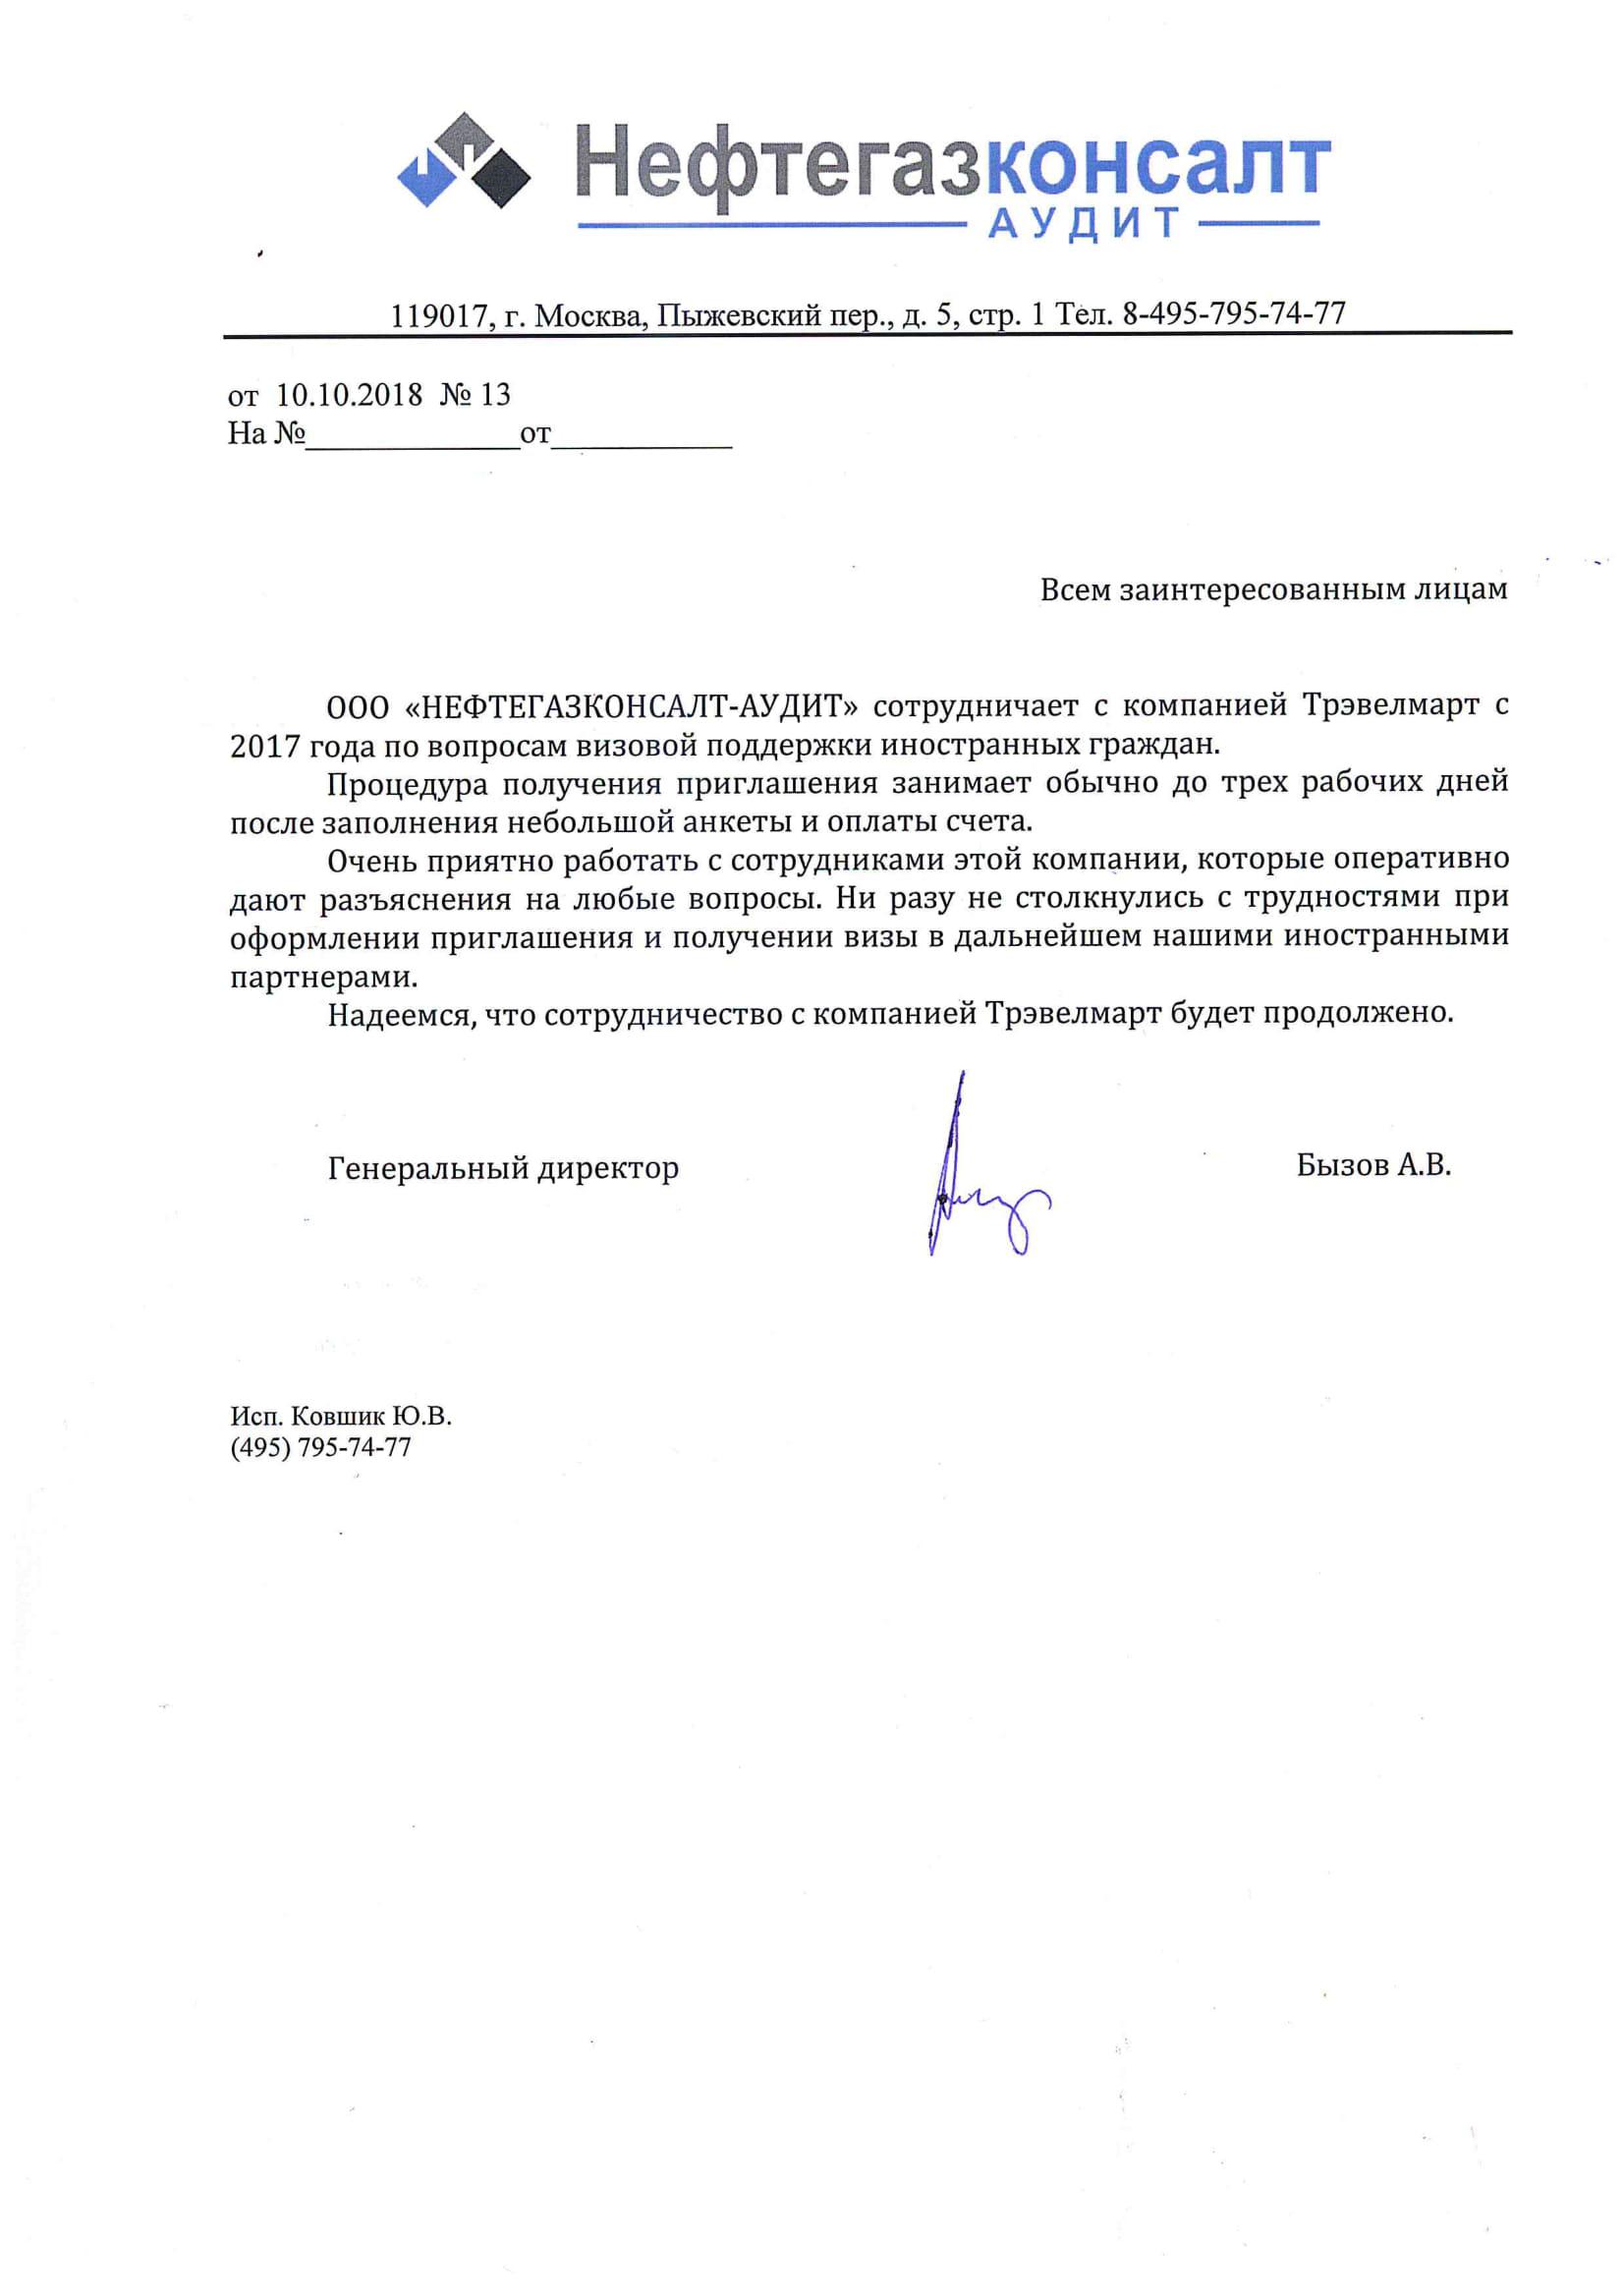 Нефтегазконсалт
АУДИТ
119017, г. Москва, Пыжевский пер., д. 5, стр. 1 Тел. 8-495-795-74-77
от 10.10.2018 № 13
На №_____________от___________
Всем заинтересованным лицам
ООО «НЕФТЕГАЗКОНСАЛТ-АУДИТ» сотрудничает с компанией Трэвелмарт с
2017 года по вопросам визовой поддержки иностранных граждан.
Процедура получения приглашения занимает обычно до трех рабочих дней
после заполнения небольшой анкеты и оплаты счета.
Очень приятно работать с сотрудниками этой компании, которые оперативно
дают разъяснения на любые вопросы. Ни разу не столкнулись с трудностями при
оформлении приглашения и получении визы в дальнейшем нашими иностранными
партнерами.
Надеемся, что сотрудничество с компанией Трэвелмарт будет продолжено.
Генеральный директор Бызов А.В.
Исп. Ковшик Ю.В.
(495) 795-74-77